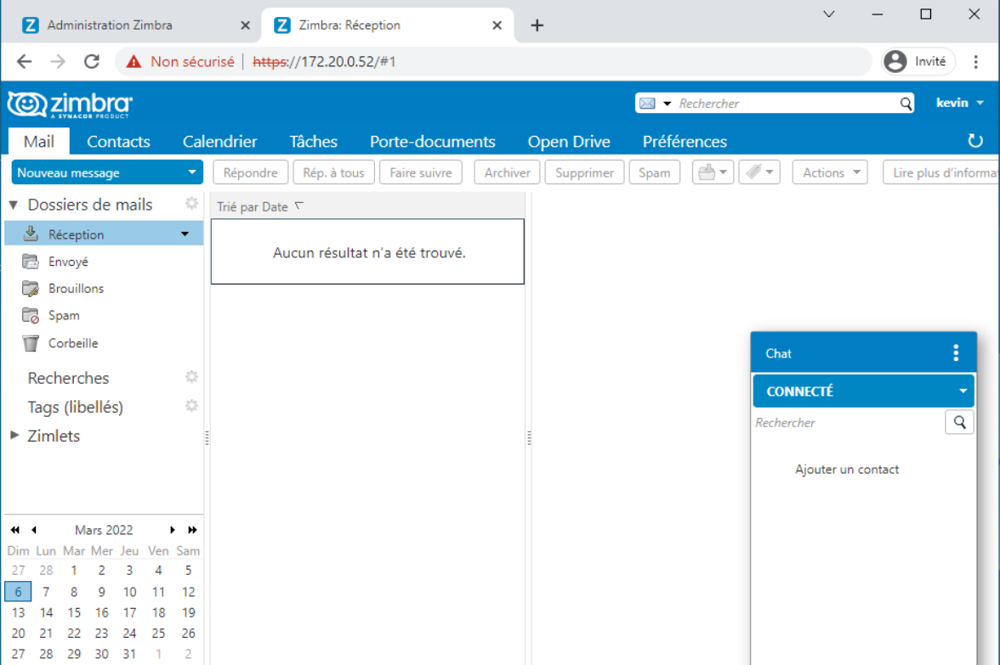 Administration Zimbra
Zimbra: Réception
Non sécurisé https://172.20.0.52/#1 Invité
zimbra
A SYNACOR PRODUCT
Rechercher kevin
Mail Contacts Calendrier Tâches Porte-documents Open Drive Préférences
Nouveau message Répondre Rép. à tous Faire suivre Archiver Supprimer Spam Actions Lire plus d'informa
Dossiers de mails
Trié par Date
Réception
Aucun résultat n'a été trouvé.
Envoyé
Brouillons
Spam
Corbeille
Recherches
Tags (libellés)
Zimlets
Chat
CONNECTÉ
Rechercher
Ajouter un contact
Mars 2022
Dim Lun Mar Mer Jeu Ven Sam
27 28 1 2 3 4 5
6 7 8 9 10 11 12
13 14 15 16 17 18 19
20 21 22 23 24 25 26
27 28 29 30 31 1 2